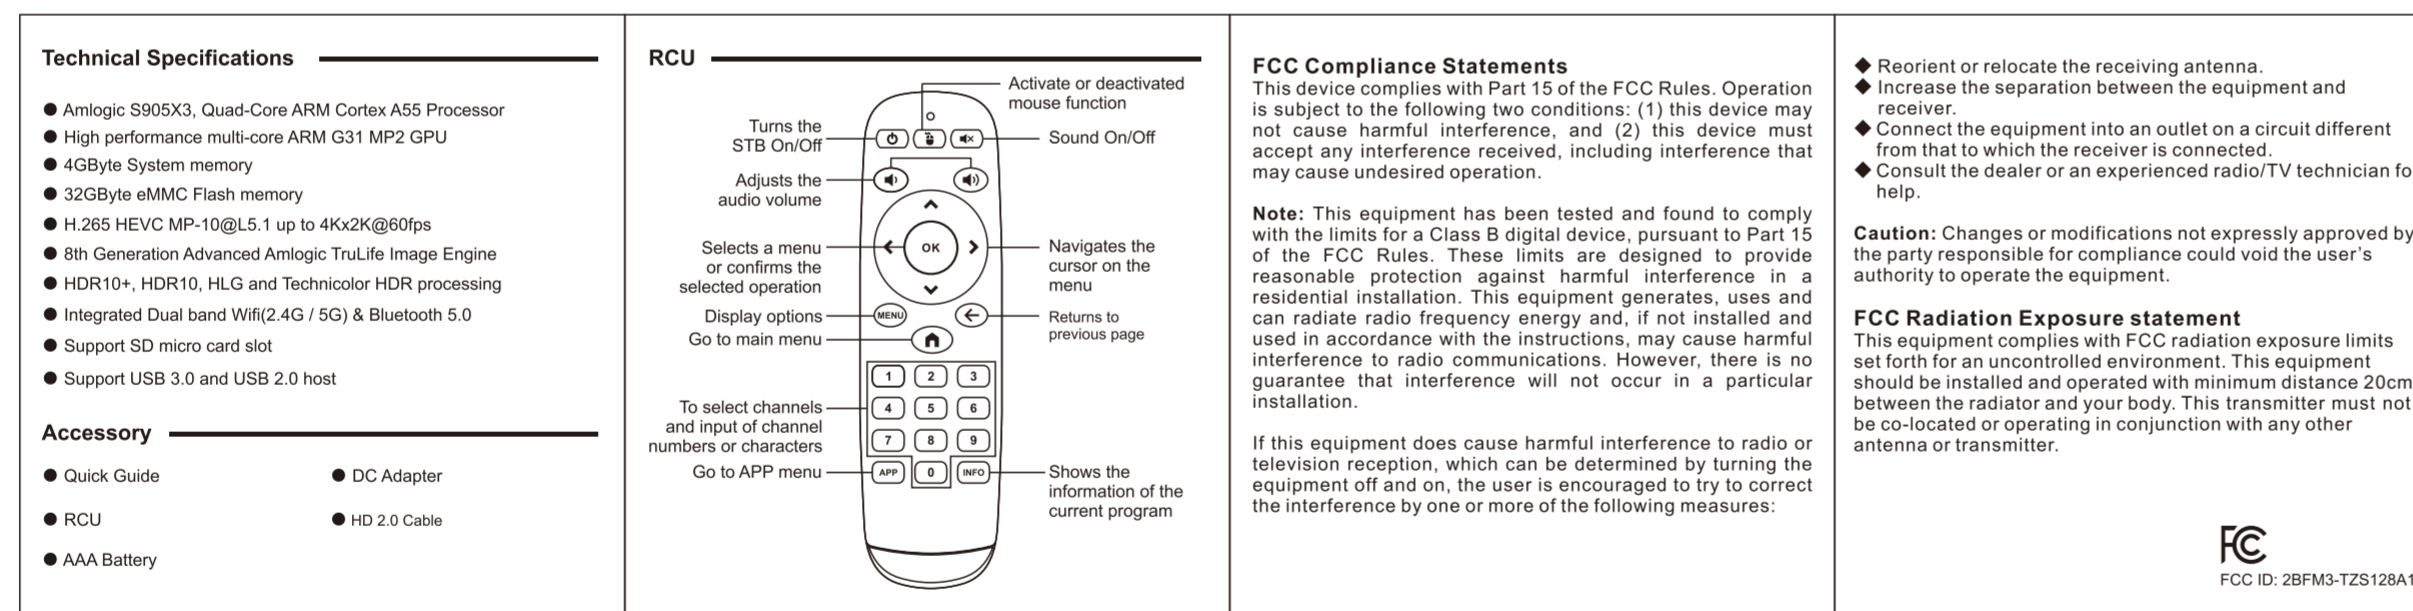 Technical Specifications
● Amlogic S905X3, Quad-Core ARM Cortex A55 Processor
● High performance multi-core ARM G31 MP2 GPU
● 4GByte System memory
● 32GByte eMMC Flash memory
● H.265 HEVC MP-10@L5.1 up to 4Kx2K@60fps
● 8th Generation Advanced Amlogic TruLife Image Engine
● HDR10+, HDR10, HLG and Technicolor HDR processing
● Integrated Dual band Wifi(2.4G / 5G) & Bluetooth 5.0
● Support SD micro card slot
● Support USB 3.0 and USB 2.0 host
Accessory
● Quick Guide
● DC Adapter
● RCU
● HD 2.0 Cable
● AAA Battery
RCU
Activate or deactivated
mouse function
Turns the
STB On/Off
Sound On/Off
Adjusts the
audio volume
Selects a menu
or confirms the
selected operation
OK
Navigates the
cursor on the
menu
Display options
MENU
Returns to
previous page
Go to main menu
1 2 3
4 5 6
7 8 9
To select channels
and input of channel
numbers or characters
Go to APP menu
APP 0 INFO
Shows the
information of the
current program
FCC Compliance Statements
This device complies with Part 15 of the FCC Rules. Operation
is subject to the following two conditions: (1) this device may
not cause harmful interference, and (2) this device must
accept any interference received, including interference that
may cause undesired operation.
Note: This equipment has been tested and found to comply
with the limits for a Class B digital device, pursuant to Part 15
of the FCC Rules. These limits are designed to provide
reasonable protection against harmful interference in a
residential installation. This equipment generates, uses and
can radiate radio frequency energy and, if not installed and
used in accordance with the instructions, may cause harmful
interference to radio communications. However, there is no
guarantee that interference will not occur in a particular
installation.
If this equipment does cause harmful interference to radio or
television reception, which can be determined by turning the
equipment off and on, the user is encouraged to try to correct
the interference by one or more of the following measures:
◆ Reorient or relocate the receiving antenna.
◆ Increase the separation between the equipment and
receiver.
◆ Connect the equipment into an outlet on a circuit different
from that to which the receiver is connected.
◆ Consult the dealer or an experienced radio/TV technician fo
help.
Caution: Changes or modifications not expressly approved by
the party responsible for compliance could void the user's
authority to operate the equipment.
FCC Radiation Exposure statement
This equipment complies with FCC radiation exposure limits
set forth for an uncontrolled environment. This equipment
should be installed and operated with minimum distance 20cm
between the radiator and your body. This transmitter must not
be co-located or operating in conjunction with any other
antenna or transmitter.
FC
FCC ID: 2BFM3-TZS128A1